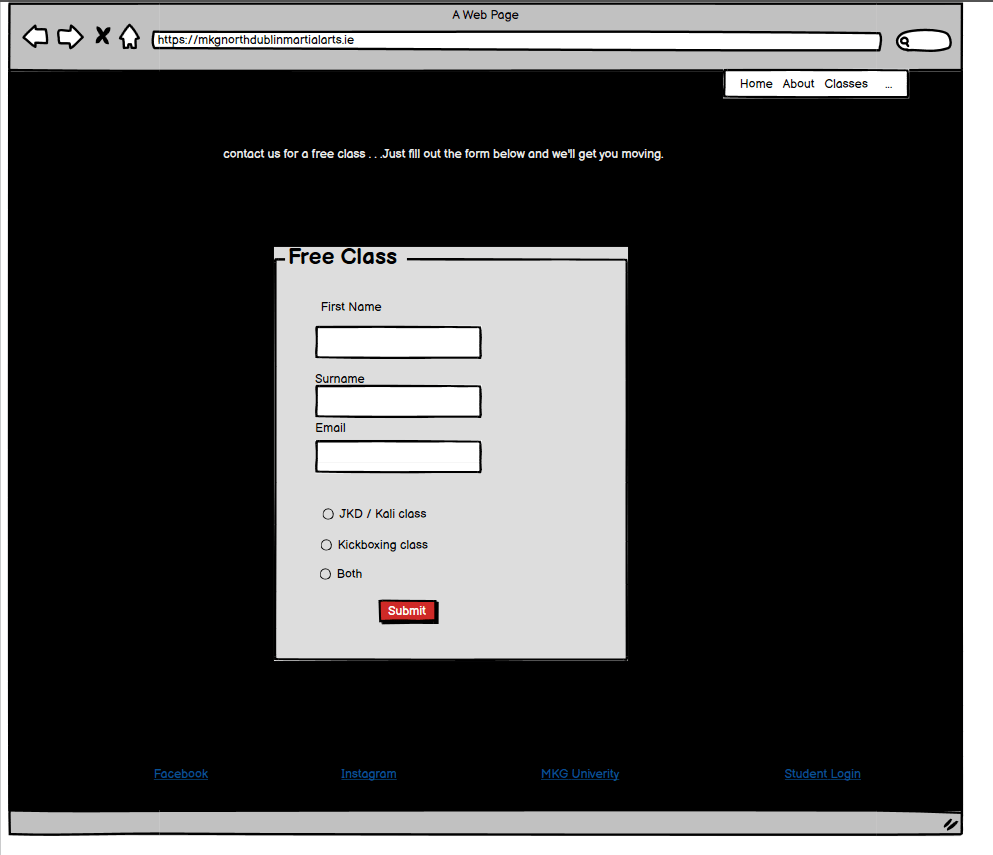 A Web Page
https://mkgnorthdublinmartialarts.ie
Home About Classes ...
contact us for a free class . . .Just fill out the form below and we'll get you moving.
Free Class
First Name
Surname
Email
JKD / Kali class
Kickboxing class
Both
Submit
Facebook Instagram MKG Univerity Student Login